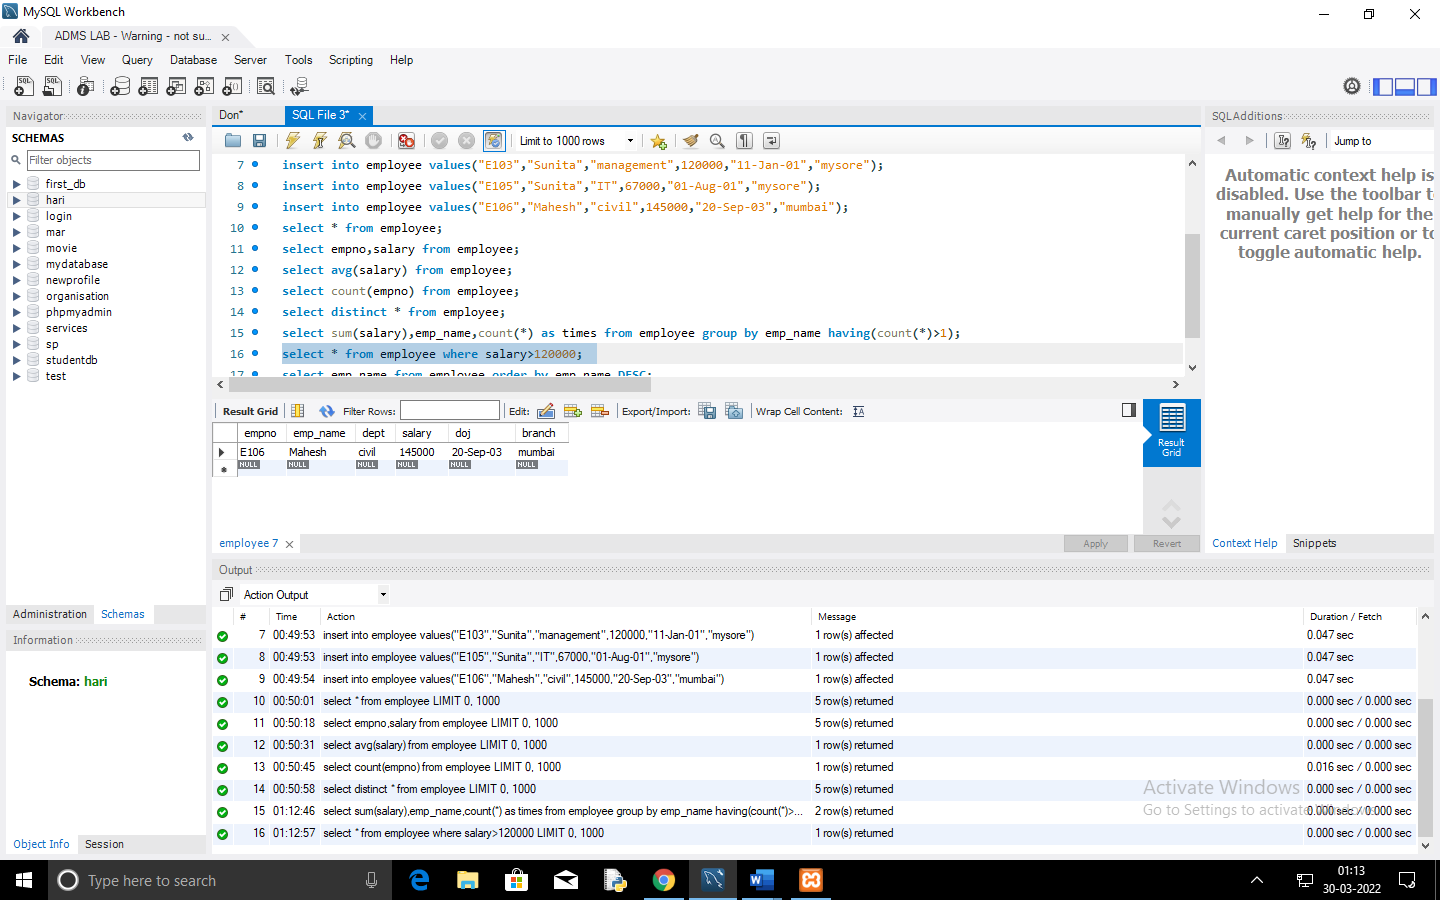 MySQL Workbench
ADMS LAB - Warning - not su...
File Edit View Query Database Server Tools Scripting Help
Navigator
SCHEMAS
Filter objects
first_db
hari
login
mar
movie
mydatabase
newprofile
organisation
phpmyadmin
services
sp
studentdb
test
Administration Schemas
Information
Schema: hari
Object Info Session
Don* SQL File 3*
Limit to 1000 rows
7 insert into employee values("E103","Sunita","management",120000,"11-Jan-01","mysore");
8 insert into employee values("E105","Sunita","IT",67000,"01-Aug-01","mysore");
9 insert into employee values("E106","Mahesh","civil",145000,"20-Sep-03","mumbai");
10 select * from employee;
11 select empno,salary from employee;
12 select avg(salary) from employee;
13 select count(empno) from employee;
14 select distinct * from employee;
15 select sum(salary),emp_name,count(*) as times from employee group by emp_name having(count(*)>1);
16 select * from employee where salary>120000;
17 select emp_name from employee order by emp_name DESC;
Result Grid Filter Rows: Edit: Export/Import: Wrap Cell Content:
empno emp_name dept salary doj branch
E106 Mahesh civil 145000 20-Sep-03 mumbai
NULL NULL NULL NULL NULL NULL
Result Grid
employee 7
Apply Revert
SQLAdditions
Jump to
Automatic context help is
disabled. Use the toolbar t
manually get help for the
current caret position or to
toggle automatic help.
Context Help Snippets
Output
Action Output
# Time Action Message Duration / Fetch
7 00:49:53 insert into employee values("E103","Sunita","management",120000,"11-Jan-01","mysore") 1 row(s) affected 0.047 sec
8 00:49:53 insert into employee values("E105","Sunita","IT",67000,"01-Aug-01","mysore") 1 row(s) affected 0.047 sec
9 00:49:54 insert into employee values("E106","Mahesh","civil",145000,"20-Sep-03","mumbai") 1 row(s) affected 0.047 sec
10 00:50:01 select * from employee LIMIT 0, 1000 5 row(s) returned 0.000 sec / 0.000 sec
11 00:50:18 select empno,salary from employee LIMIT 0, 1000 5 row(s) returned 0.000 sec / 0.000 sec
12 00:50:31 select avg(salary) from employee LIMIT 0, 1000 1 row(s) returned 0.000 sec / 0.000 sec
13 00:50:45 select count(empno) from employee LIMIT 0, 1000 1 row(s) returned 0.016 sec / 0.000 sec
14 00:50:58 select distinct * from employee LIMIT 0, 1000 5 row(s) returned 0.000 sec / 0.000 sec
15 01:12:46 select sum(salary),emp_name,count(*) as times from employee group by emp_name having(count(*)>... 2 row(s) returned 0.000 sec / 0.000 sec
16 01:12:57 select * from employee where salary>120000 LIMIT 0, 1000 1 row(s) returned 0.000 sec / 0.000 sec
Activate Windows
Go to Settings to activate Windows.
Type here to search
01:13
30-03-2022